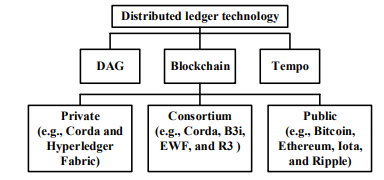 Distributed ledger technology
DAG
Blockchain
Tempo
Private
(e.g., Corda and
Hyperledger
Fabric)
Consortium
(e.g., Corda, B3i,
EWF, and R3 )
Public
(e.g., Bitcoin,
Ethereum, Iota,
and Ripple)